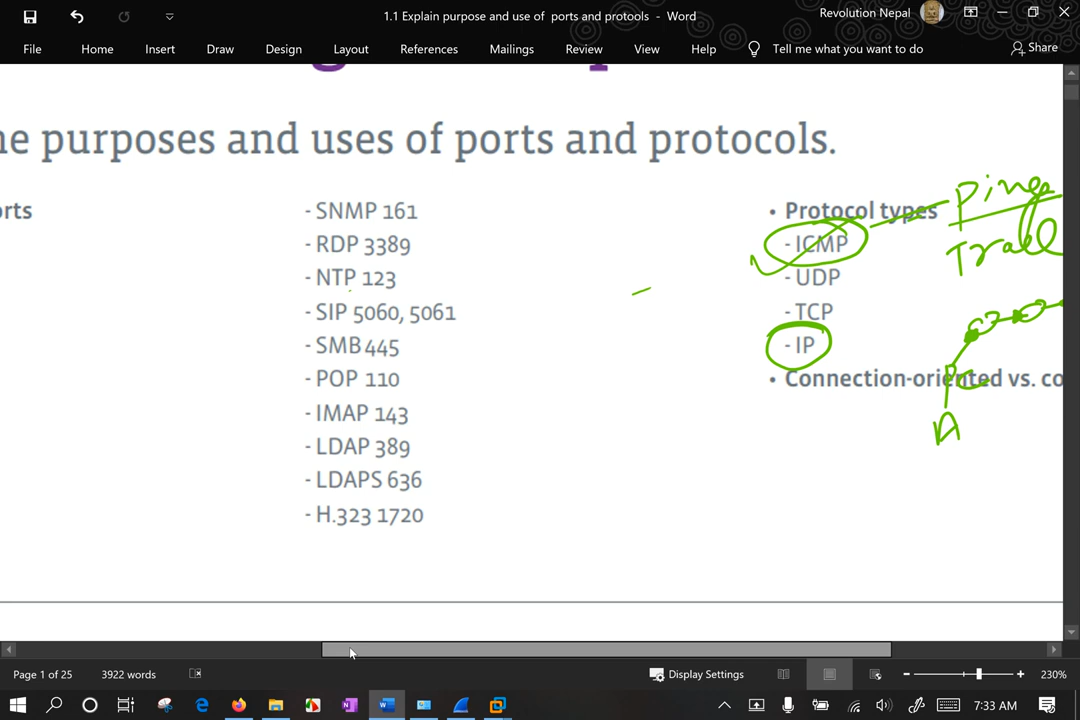 1.1 Explain purpose and use of ports and protools - Word
Revolution Nepal
File Home Insert Draw Design Layout References Mailings Review View Help Tell me what you want to do Share
he purposes and uses of ports and protocols.
orts
- SNMP 161
- RDP 3389
- NTP 123
- SIP 5060, 5061
- SMB 445
- POP 110
- IMAP 143
- LDAP 389
- LDAPS 636
- H.323 1720
• Protocol types
- ICMP
- UDP
- TCP
- IP
• Connection-oriented vs. co
Ping
PC
A
Page 1 of 25 3922 words Display Settings 230%
7:33 AM